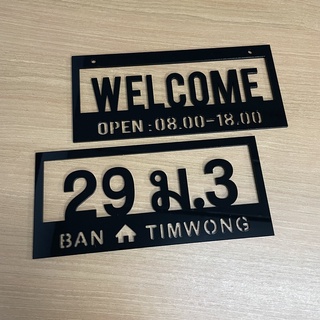 WELCOME
OPEN : 08.00-18.00
29 ม.3
BAN TIMWONG